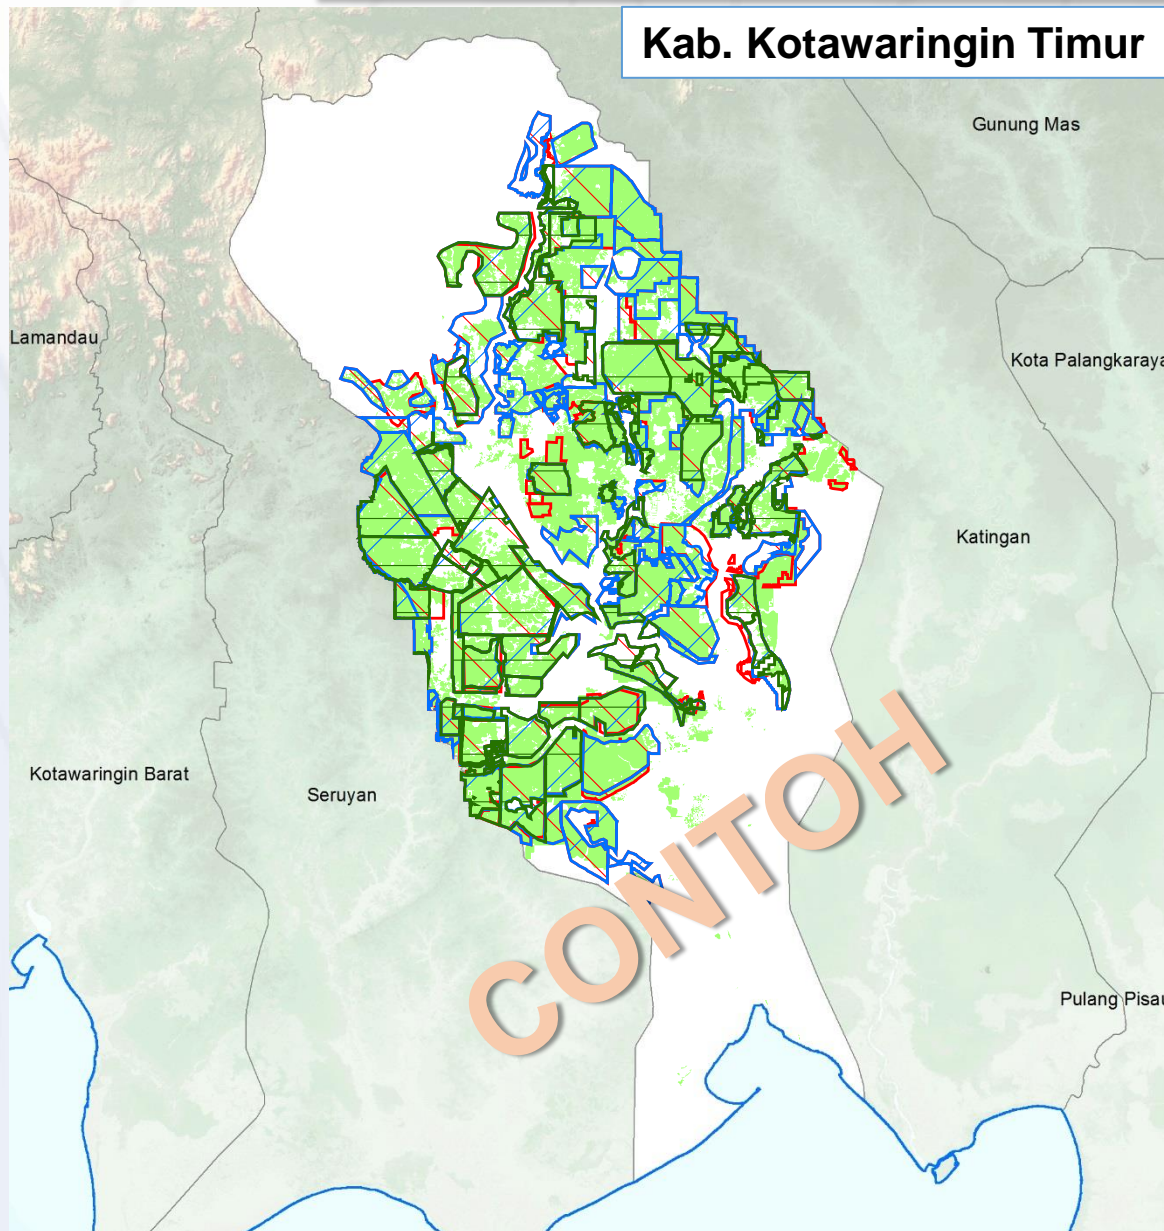 Kab. Kotawaringin Timur
Gunung Mas
Lamandau
Kota Palangkaraya
Katingan
Kotawaringin Barat
Seruyan
CONTOH
Pulang Pisau